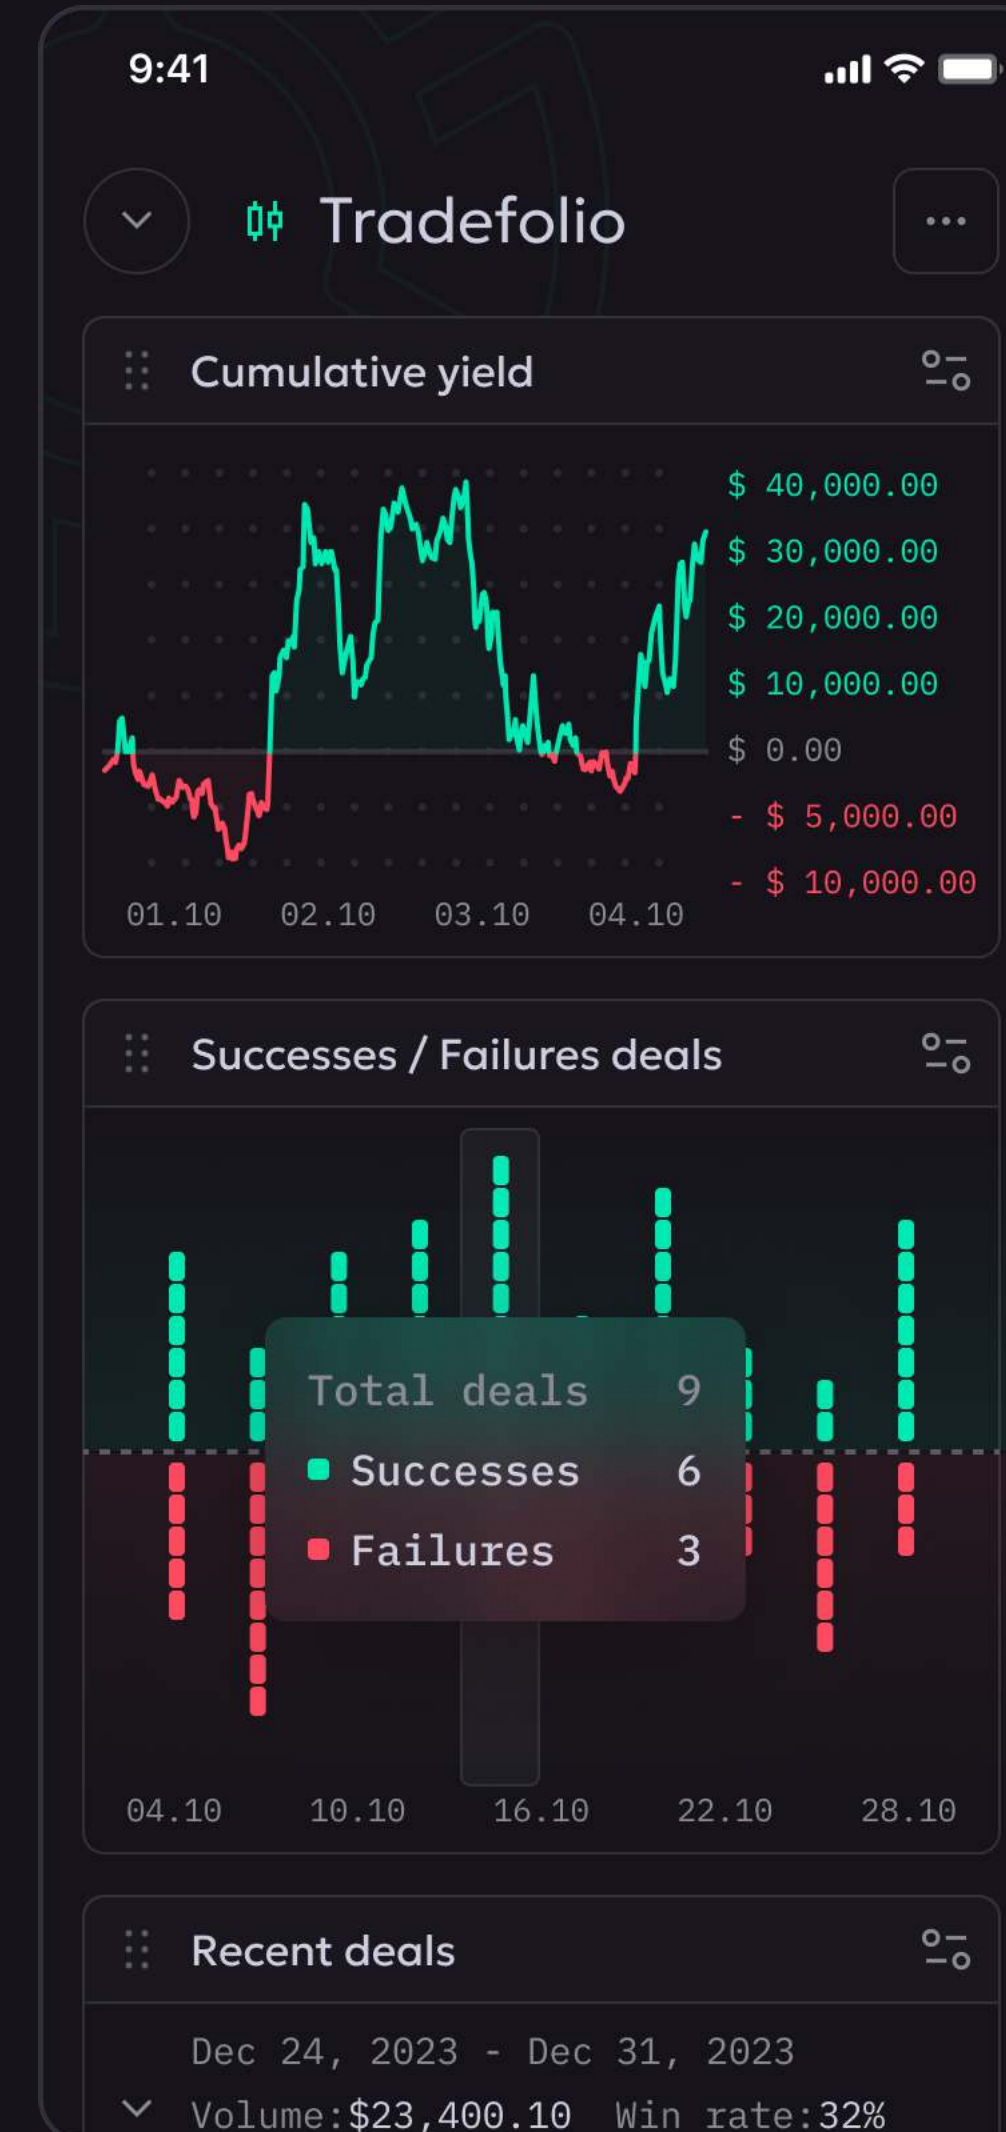 9:41
Tradefolio
Cumulative yield
$ 40,000.00
$ 30,000.00
$ 20,000.00
$ 10,000.00
$ 0.00
- $ 5,000.00
- $ 10,000.00
01.10 02.10 03.10 04.10
Successes / Failures deals
Total deals 9
Successes 6
Failures 3
04.10 10.10 16.10 22.10 28.10
Recent deals
Dec 24, 2023 - Dec 31, 2023
Volume:$23,400.10 Win rate:32%